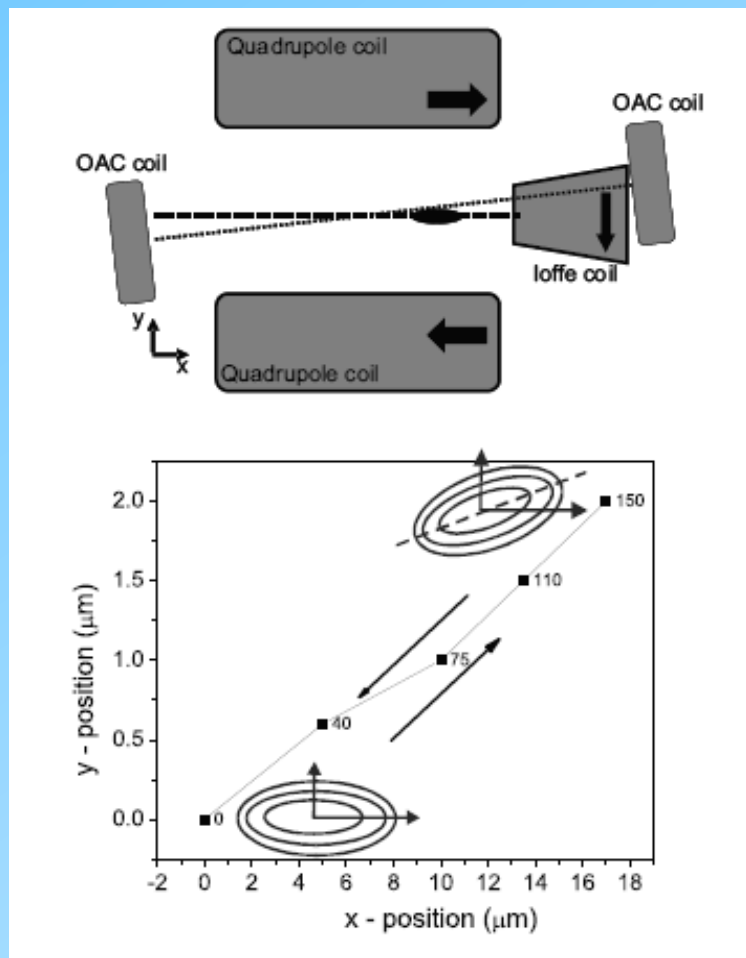 Quadrupole coil
OAC coil
OAC coil
Ioffe coil
y
x
Quadrupole coil
2.0
150
1.5
110
y - position (μm)
1.0
75
0.5
40
0.0
0
-2 0 2 4 6 8 10 12 14 16 18
x - position (μm)